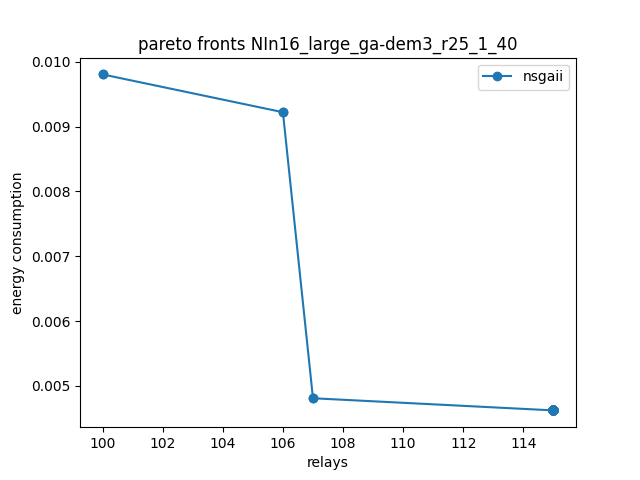 pareto fronts NIn16_large_ga-dem3_r25_1_40
nsgaii
energy consumption
0.010
0.009
0.008
0.007
0.006
0.005
100 102 104 106 108 110 112 114
relays